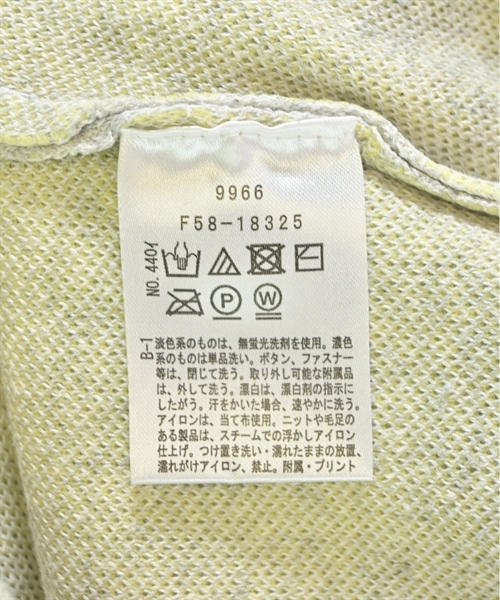 9966
F58-18325
NO. 440イ
P
W
B-1
淡色系のものは、無蛍光洗剤を使用。濃色
系のものは単品洗い。ボタン、ファスナー
等は、閉じて洗う。取り外し可能な附属品
は、外して洗う。漂白は、漂白剤の指示に
したがう。汗をかいた場合、速やかに洗う。
アイロンは、当て布使用。ニットや毛足の
ある製品は、スチームでの浮かしアイロン
仕上げ。つけ置き洗い・濡れたままの放置、
濡れがけアイロン、禁止。附属・プリント